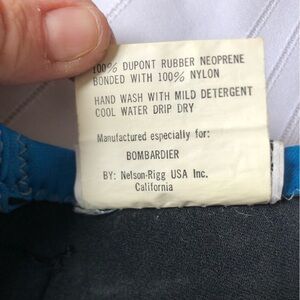 100% DUPONT RUBBER NEOPRENE
BONDED WITH 100% NYLON
HAND WASH WITH MILD DETERGENT
COOL WATER DRIP DRY
Manufactured especially for:
BOMBARDIER
BY: Nelson-Rigg USA Inc.
California